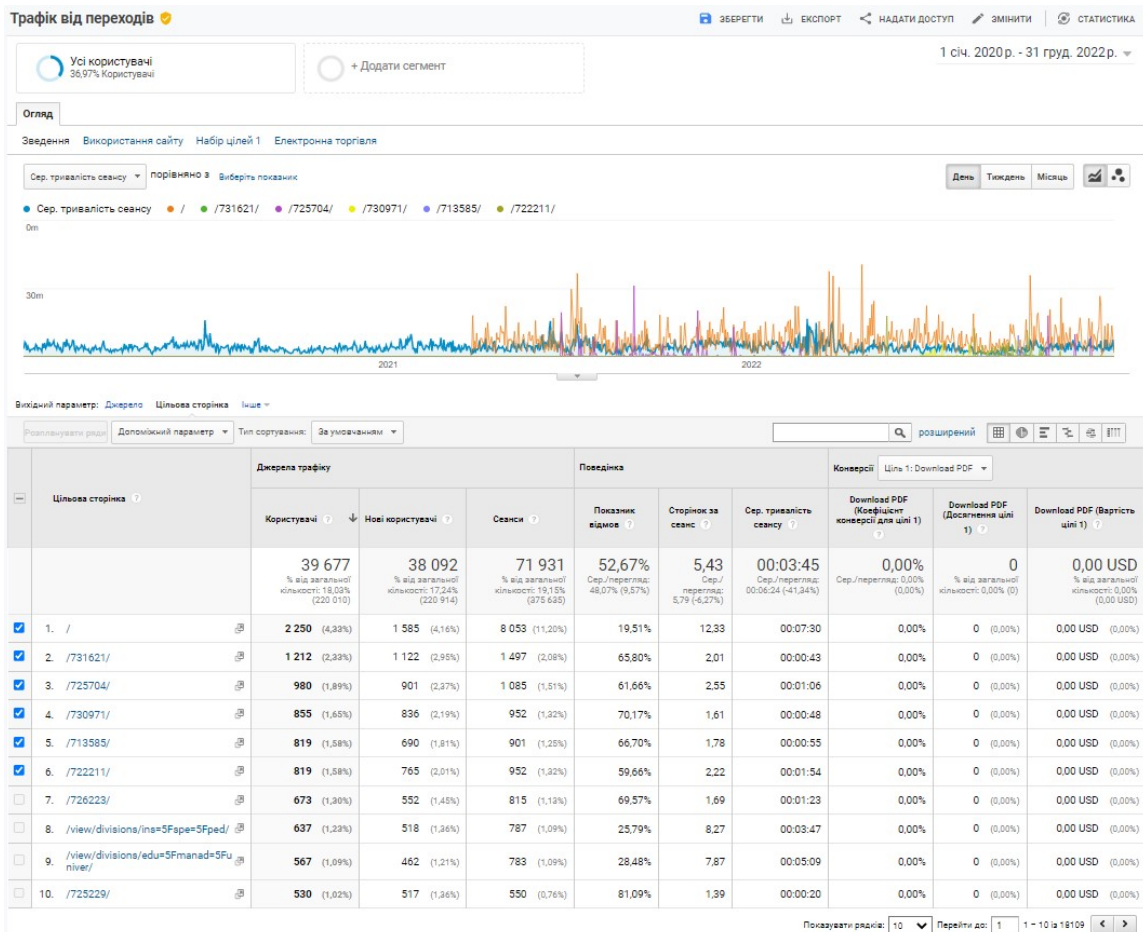 Трафік від переходів
ЗБЕРЕГТИ ЕКСПОРТ НАДАТИ ДОСТУП ЗМІНИТИ СТАТИСТИКА
Усі користувачі
36,97% Користувачі
+ Додати сегмент
1 січ. 2020 р. - 31 груд. 2022 р.
Огляд
Зведення Використання сайту Набір цілей 1 Електронна торгівля
Сер. тривалість сеансу порівняно з Виберіть показник
День Тиждень Місяць
Сер. тривалість сеансу / /731621/ /725704/ /730971/ /713585/ /722211/
0m
30m
2021 2022
Вихідний параметр: Джерело Цільова сторінка Інше
Розпланувати ряди Допоміжний параметр Тип сортування: За умовчанням розширений
Джерела трафіку Поведінка Конверсії Ціль 1: Download PDF
Цільова сторінка ? Користувачі ? Нові користувачі ? Сеанси ? Показник відмов ? Сторінок за сеанс ? Сер. тривалість сеансу ? Download PDF (Коефіцієнт конверсії для цілі 1) ? Download PDF (Досягнення цілі 1) ? Download PDF (Вартість цілі 1) ?
39 677 38 092 71 931 52,67% 5,43 00:03:45 0,00% 0 0,00 USD
% від загальної кількості: 18,03% (220 010) % від загальної кількості: 17,24% (220 914) % від загальної кількості: 19,15% (375 635) Сер./перегляд: 48,07% (9,57%) Сер./перегляд: 5,79 (-6,27%) Сер./перегляд: 00:06:24 (-41,34%) Сер./перегляд: 0,00% (0,00%) % від загальної кількості: 0,00% (0) % від загальної кількості: 0,00% (0,00 USD)
1. / 2 250 (4,33%) 1 585 (4,16%) 8 053 (11,20%) 19,51% 12,33 00:07:30 0,00% 0 (0,00%) 0,00 USD (0,00%)
2. /731621/ 1 212 (2,33%) 1 122 (2,95%) 1 497 (2,08%) 65,80% 2,01 00:00:43 0,00% 0 (0,00%) 0,00 USD (0,00%)
3. /725704/ 980 (1,89%) 901 (2,37%) 1 085 (1,51%) 61,66% 2,55 00:01:06 0,00% 0 (0,00%) 0,00 USD (0,00%)
4. /730971/ 855 (1,65%) 836 (2,19%) 952 (1,32%) 70,17% 1,61 00:00:48 0,00% 0 (0,00%) 0,00 USD (0,00%)
5. /713585/ 819 (1,58%) 690 (1,81%) 901 (1,25%) 66,70% 1,78 00:00:55 0,00% 0 (0,00%) 0,00 USD (0,00%)
6. /722211/ 819 (1,58%) 765 (2,01%) 952 (1,32%) 59,66% 2,22 00:01:54 0,00% 0 (0,00%) 0,00 USD (0,00%)
7. /726223/ 673 (1,30%) 552 (1,45%) 815 (1,13%) 69,57% 1,69 00:01:23 0,00% 0 (0,00%) 0,00 USD (0,00%)
8. /view/divisions/ins=5Fspe=5Fped/ 637 (1,23%) 518 (1,36%) 787 (1,09%) 25,79% 8,27 00:03:47 0,00% 0 (0,00%) 0,00 USD (0,00%)
9. /view/divisions/edu=5Fmanad=5Funiver/ 567 (1,09%) 462 (1,21%) 783 (1,09%) 28,48% 7,87 00:05:09 0,00% 0 (0,00%) 0,00 USD (0,00%)
10. /725229/ 530 (1,02%) 517 (1,36%) 550 (0,76%) 81,09% 1,39 00:00:20 0,00% 0 (0,00%) 0,00 USD (0,00%)
Показувати рядків: 10 Перейти до: 1 1 – 10 із 18109